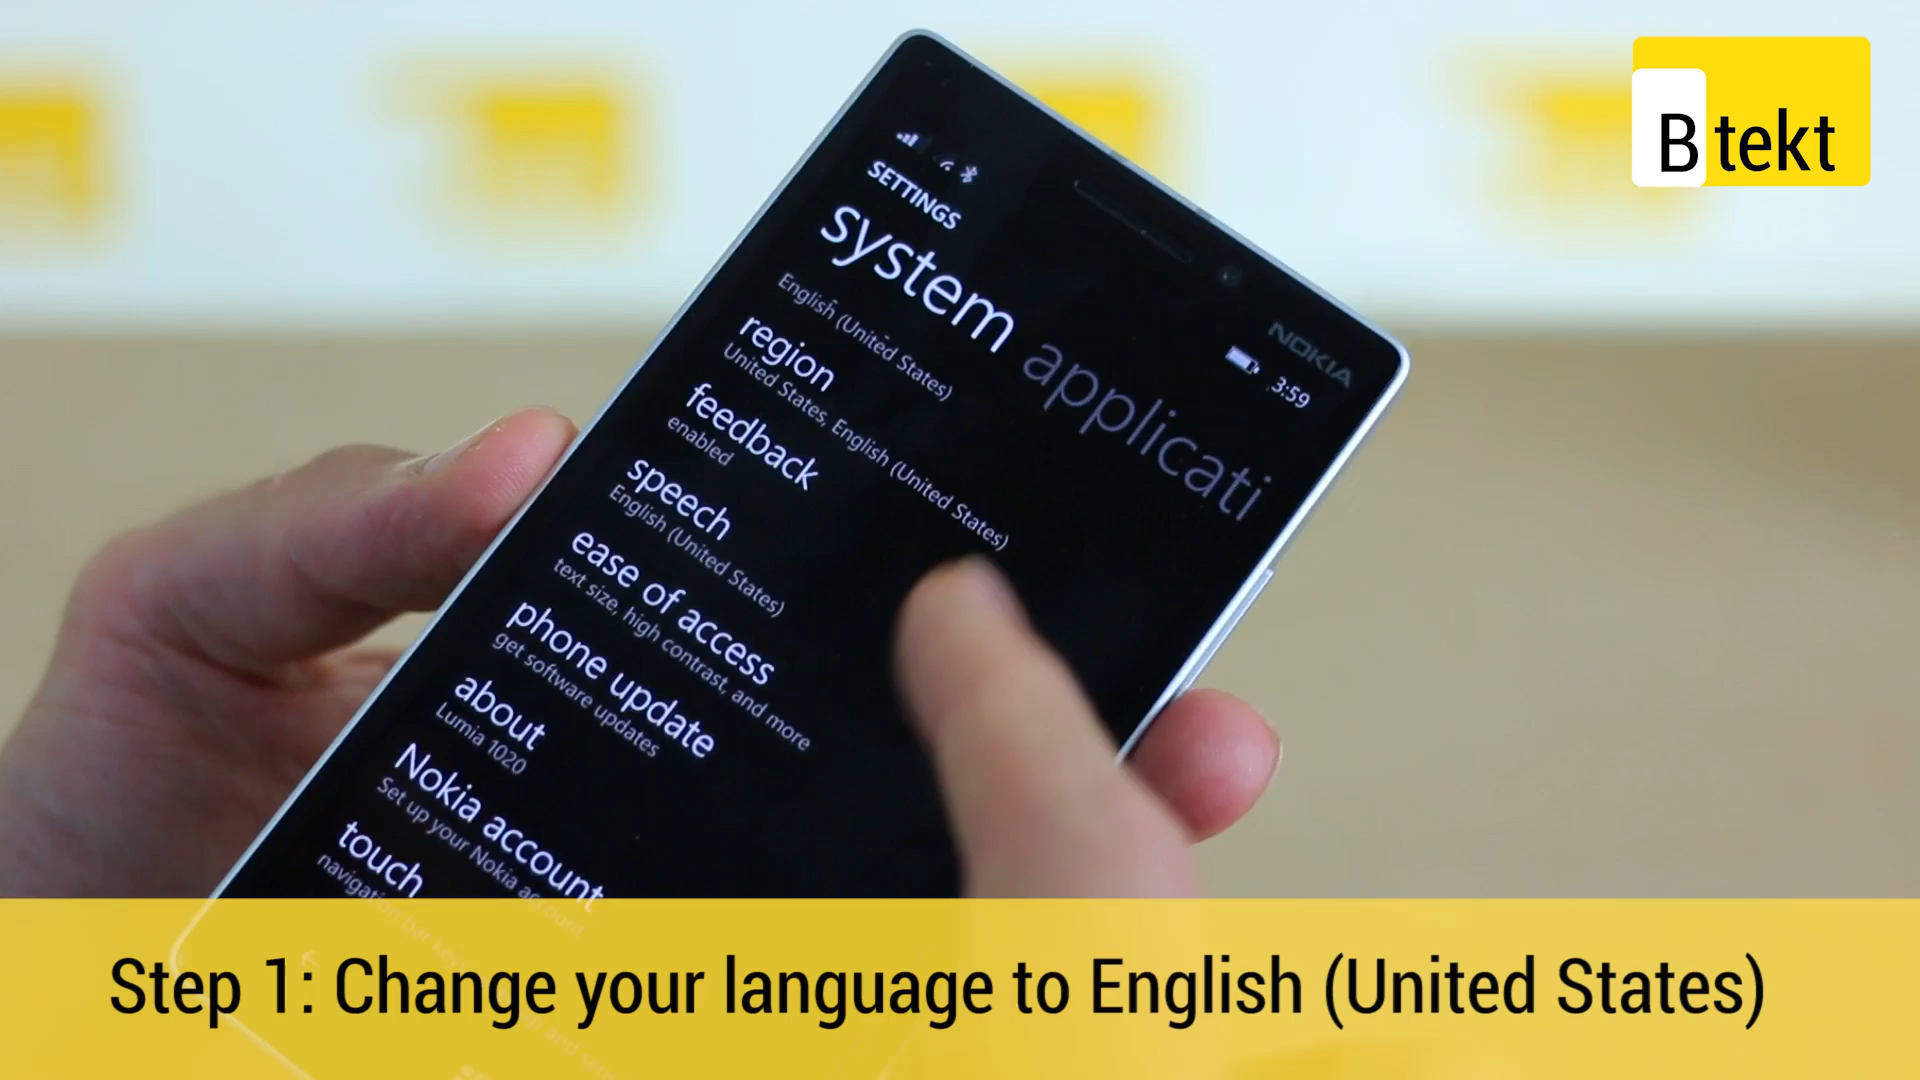 B tekt
NOKIA
3:59
SETTINGS
system applicati
English (United States)
region
United States, English (United States)
feedback
enabled
speech
English (United States)
ease of access
text size, high contrast, and more
phone update
get software updates
about
Lumia 1020
Nokia account
Set up your Nokia account
touch
navigation bar
Step 1: Change your language to English (United States)